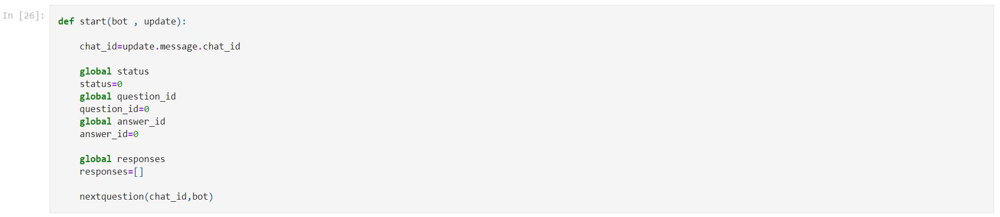 In [26]:
def start(bot , update):
chat_id=update.message.chat_id
global status
status=0
global question_id
question_id=0
global answer_id
answer_id=0
global responses
responses=[]
nextquestion(chat_id,bot)